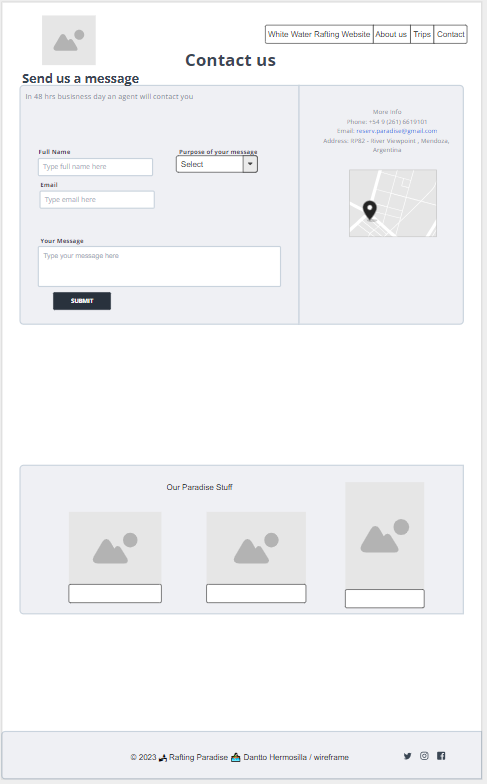 White Water Rafting Website
About us
Trips
Contact
Contact us
Send us a message
In 48 hrs busisness day an agent will contact you
Full Name
Type full name here
Purpose of your message
Select
Email
Type email here
Your Message
Type your message here
SUBMIT
More Info
Phone: +54 9 (261) 6619101
Email: reserv.paradise@gmail.com
Address: RP82 - River Viewpoint , Mendoza,
Argentina
Our Paradise Stuff
© 2023 🚣 Rafting Paradise 🏊 Dantto Hermosilla / wireframe